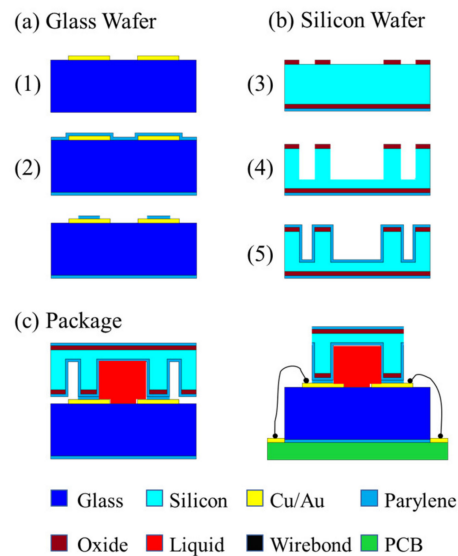 (a) Glass Wafer
(b) Silicon Wafer
(1)
(3)
(2)
(4)
(5)
(c) Package
Glass
Silicon
Cu/Au
Parylene
Oxide
Liquid
Wirebond
PCB